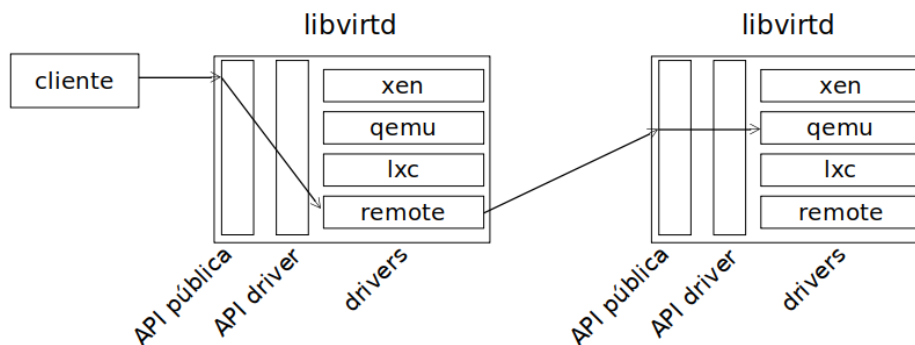 libvirtd
cliente
xen
qemu
lxc
remote
API pública
API driver
drivers
libvirtd
xen
qemu
lxc
remote
API pública
API driver
drivers